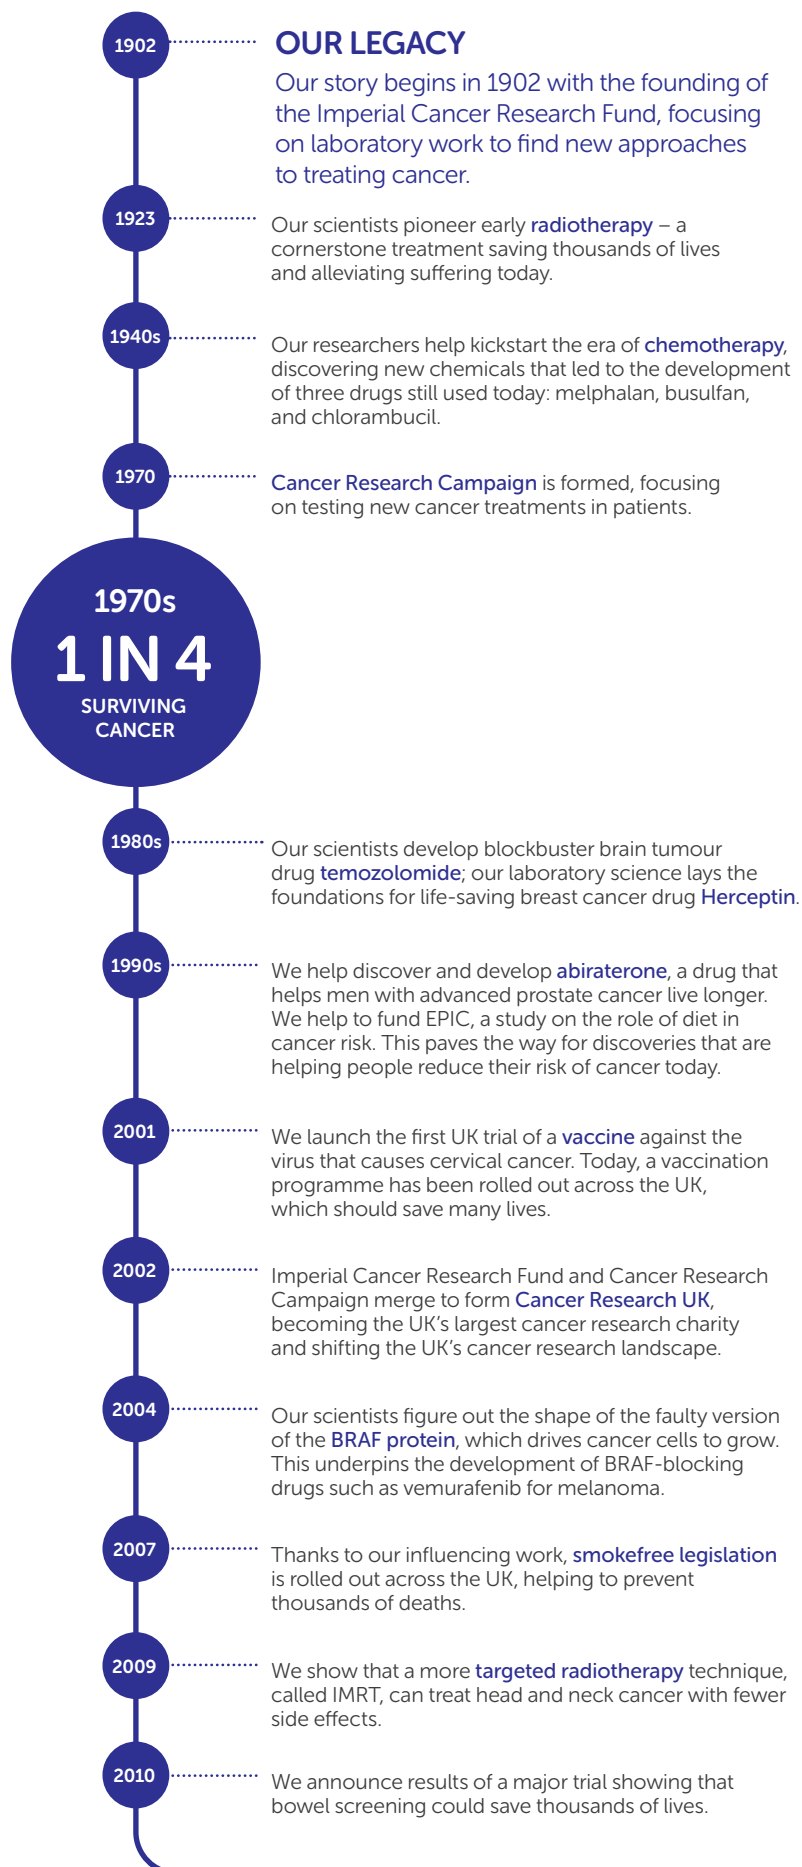 1902
OUR LEGACY
Our story begins in 1902 with the founding of
the Imperial Cancer Research Fund, focusing
on laboratory work to find new approaches
to treating cancer.
1923
Our scientists pioneer early radiotherapy – a
cornerstone treatment saving thousands of lives
and alleviating suffering today.
1940s
Our researchers help kickstart the era of chemotherapy,
discovering new chemicals that led to the development
of three drugs still used today: melphalan, busulfan,
and chlorambucil.
1970
Cancer Research Campaign is formed, focusing
on testing new cancer treatments in patients.
1970s
1 IN 4
SURVIVING
CANCER
1980s
Our scientists develop blockbuster brain tumour
drug temozolomide; our laboratory science lays the
foundations for life-saving breast cancer drug Herceptin.
1990s
We help discover and develop abiraterone, a drug that
helps men with advanced prostate cancer live longer.
We help to fund EPIC, a study on the role of diet in
cancer risk. This paves the way for discoveries that are
helping people reduce their risk of cancer today.
2001
We launch the first UK trial of a vaccine against the
virus that causes cervical cancer. Today, a vaccination
programme has been rolled out across the UK,
which should save many lives.
2002
Imperial Cancer Research Fund and Cancer Research
Campaign merge to form Cancer Research UK,
becoming the UK's largest cancer research charity
and shifting the UK's cancer research landscape.
2004
Our scientists figure out the shape of the faulty version
of the BRAF protein, which drives cancer cells to grow.
This underpins the development of BRAF-blocking
drugs such as vemurafenib for melanoma.
2007
Thanks to our influencing work, smokefree legislation
is rolled out across the UK, helping to prevent
thousands of deaths.
2009
We show that a more targeted radiotherapy technique,
called IMRT, can treat head and neck cancer with fewer
side effects.
2010
We announce results of a major trial showing that
bowel screening could save thousands of lives.